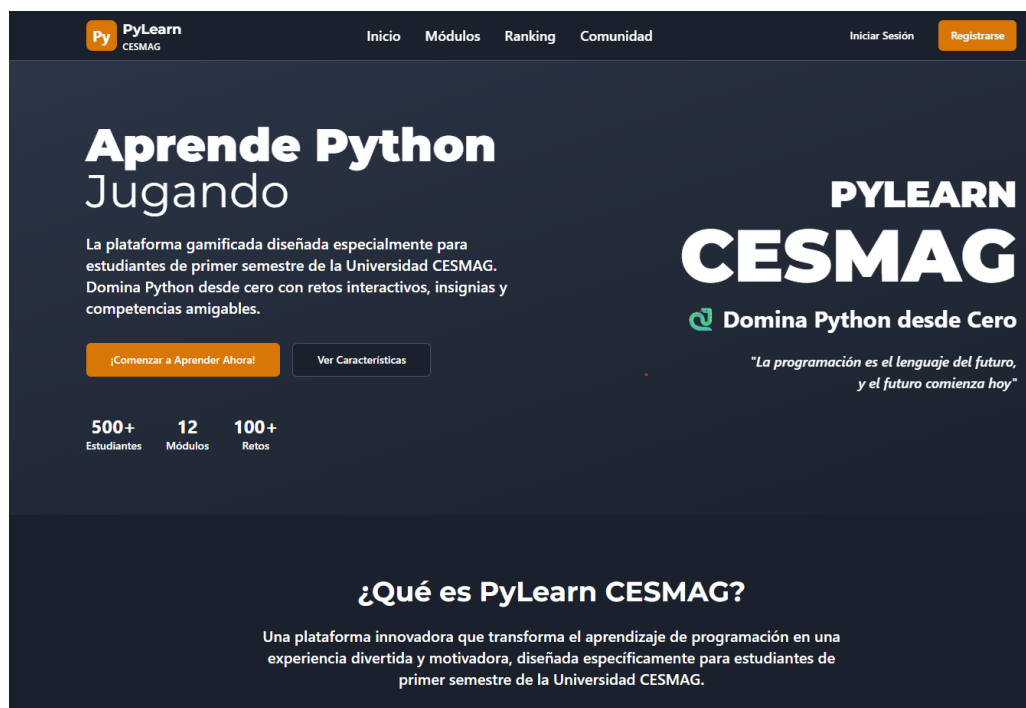 Py
PyLearn
CESMAG
Inicio
Módulos
Ranking
Comunidad
Iniciar Sesión
Registrarse
Aprende Python
Jugando
La plataforma gamificada diseñada especialmente para
estudiantes de primer semestre de la Universidad CESMAG.
Domina Python desde cero con retos interactivos, insignias y
competencias amigables.
¡Comenzar a Aprender Ahora!
Ver Características
500+
Estudiantes
12
Módulos
100+
Retos
PYLEARN
CESMAG
Domina Python desde Cero
"La programación es el lenguaje del futuro,
y el futuro comienza hoy"
¿Qué es PyLearn CESMAG?
Una plataforma innovadora que transforma el aprendizaje de programación en una
experiencia divertida y motivadora, diseñada específicamente para estudiantes de
primer semestre de la Universidad CESMAG.